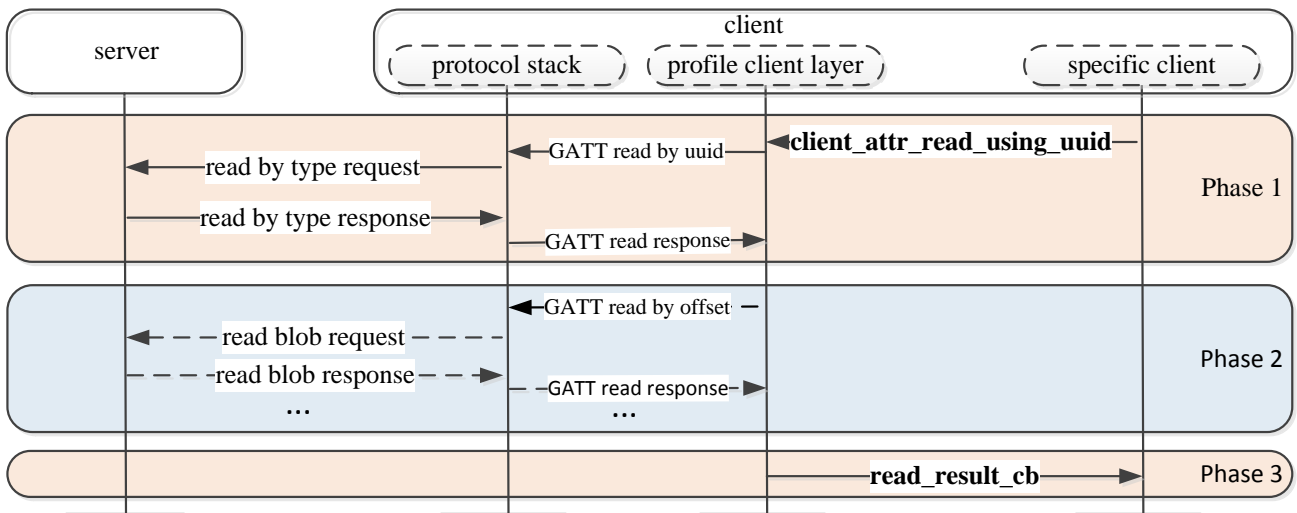 client
server
protocol stack
profile client layer
specific client
client_attr_read_using_uuid
GATT read by uuid
read by type request
Phase 1
read by type response
GATT read response
GATT read by offset
read blob request
Phase 2
read blob response
GATT read response
...
...
read_result_cb
Phase 3